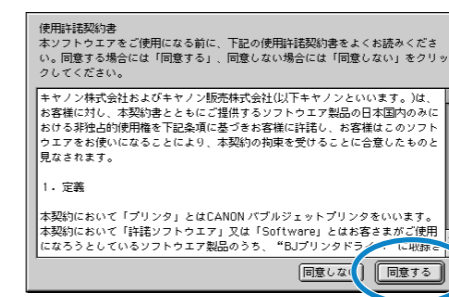 使用許諾契約書
本ソフトウエアをご使用になる前に、下記の使用許諾契約書をよくお読みくださ
い。同意する場合には「同意する」、同意しない場合には「同意しない」をクリッ
クしてください。
キヤノン株式会社およびキヤノン販売株式会社(以下キヤノンといいます。)は、
お客様に対し、本契約書とともにご提供するソフトウエア製品の日本国内のみに
おける非独占的使用権を下記条項に基づきお客様に許諾し、お客様はこのソフト
ウエアをお使いになることにより、本契約の拘束を受けることに合意したものと
見なされます。
1. 定義
本契約において「プリンタ」とはCANON バブルジェットプリンタをいいます。
本契約において「許諾ソフトウエア」又は「Software」とはお客さまがご使用
になろうとしているソフトウエア製品のうち、“BJプリンタドライ
に収録さ
同意しない
同意する